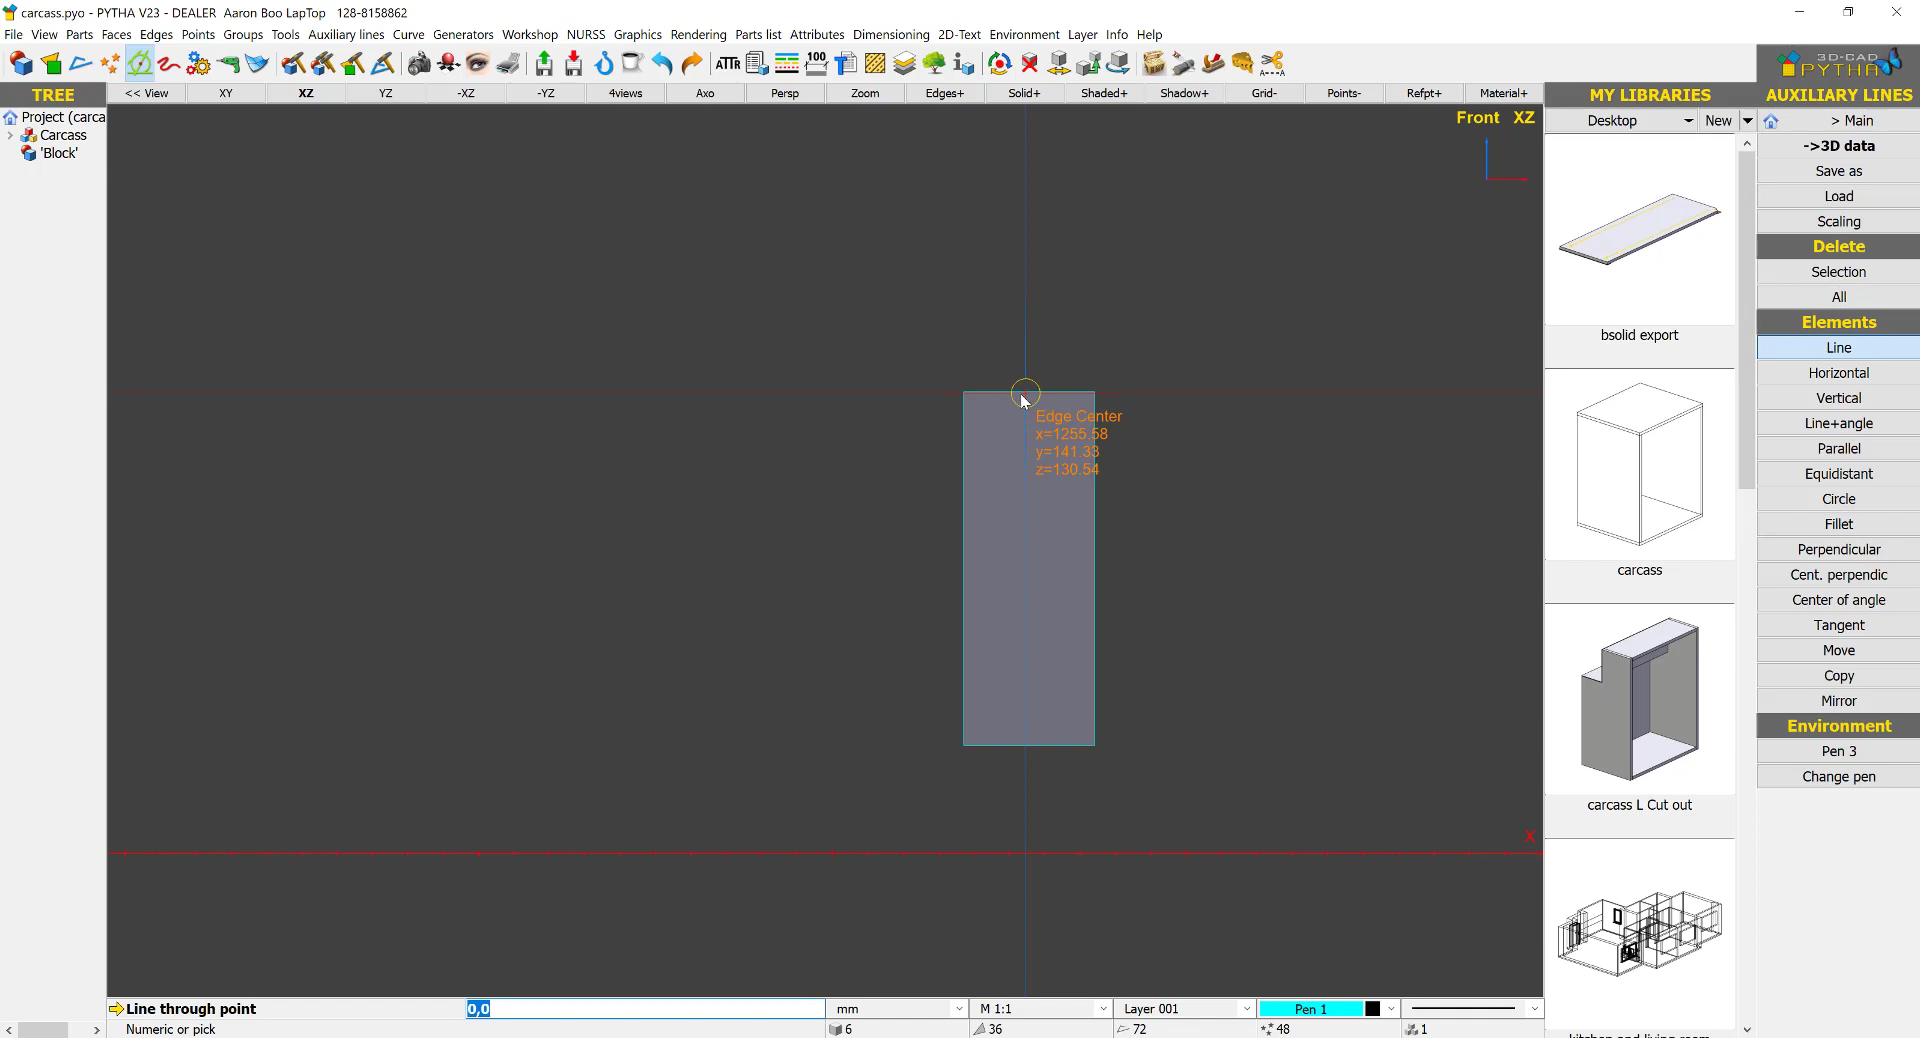 carcass.pyo - PYTHA V23 - DEALER Aaron Boo LapTop 128-8158862
File View Parts Faces Edges Points Groups Tools Auxiliary lines Curve Generators Workshop NURSS Graphics Rendering Parts list Attributes Dimensioning 2D-Text Environment Layer Info Help
ATTR 100 A---A
3D-CAD
PYTHA
TREE
<< View XY XZ YZ -XZ -YZ 4views Axo Persp Zoom Edges+ Solid+ Shaded+ Shadow+ Grid- Points- Refpt+ Material+
MY LIBRARIES
AUXILIARY LINES
Project (carca
Carcass
'Block'
Front XZ
Edge Center
x=1255.58
y=141.33
z=130.54
X
Desktop New
bsolid export
carcass
carcass L Cut out
> Main
->3D data
Save as
Load
Scaling
Delete
Selection
All
Elements
Line
Horizontal
Vertical
Line+angle
Parallel
Equidistant
Circle
Fillet
Perpendicular
Cent. perpendic
Center of angle
Tangent
Move
Copy
Mirror
Environment
Pen 3
Change pen
Line through point 0,0 mm M 1:1 Layer 001 Pen 1
Numeric or pick 6 36 72 48 1